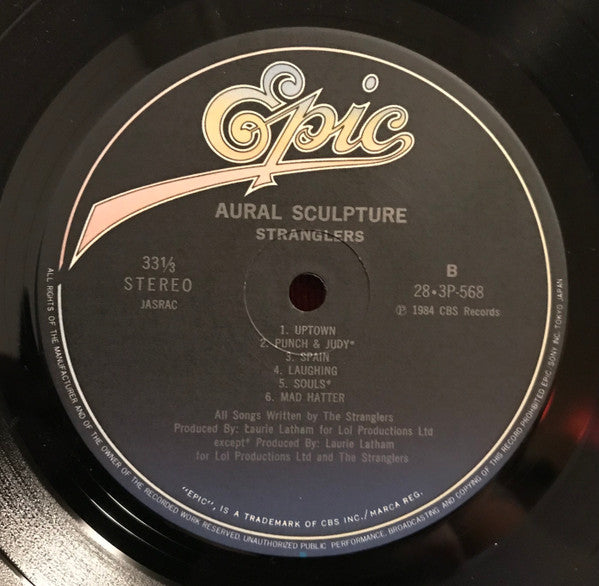 Epic
AURAL SCULPTURE
STRANGLERS
33⅓
STEREO
JASRAC
B
28•3P-568
Ⓟ 1984 CBS Records
1. UPTOWN
2. PUNCH & JUDY*
3. SPAIN
4. LAUGHING
5. SOULS*
6. MAD HATTER
All Songs Written by The Stranglers
Produced By: Laurie Latham for Lol Productions Ltd
except* Produced By: Laurie Latham
for Lol Productions Ltd and The Stranglers
"EPIC", IS A TRADEMARK OF CBS INC./MARCA REG.
ALL RIGHTS OF THE MANUFACTURER AND OF THE OWNER OF THE RECORDED WORK RESERVED. UNAUTHORIZED PUBLIC PERFORMANCE, BROADCASTING AND COPYING OF THIS RECORD PROHIBITED EPIC/SONY INC. TOKYO JAPAN